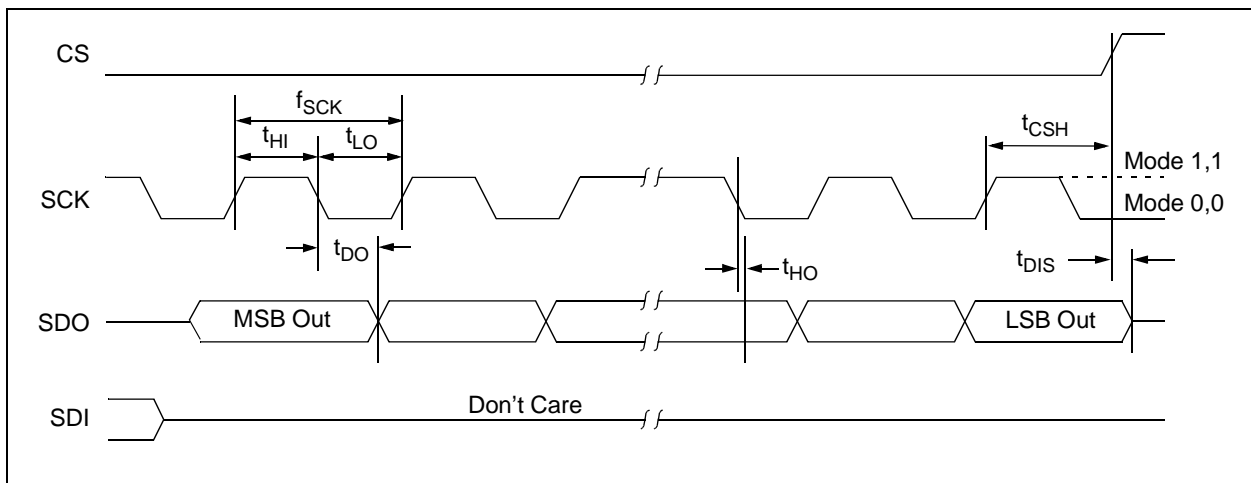 CS
fSCK
tHI
tLO
tCSH
Mode 1,1
SCK
Mode 0,0
tDO
tHO
tDIS
SDO
MSB Out
LSB Out
SDI
Don't Care